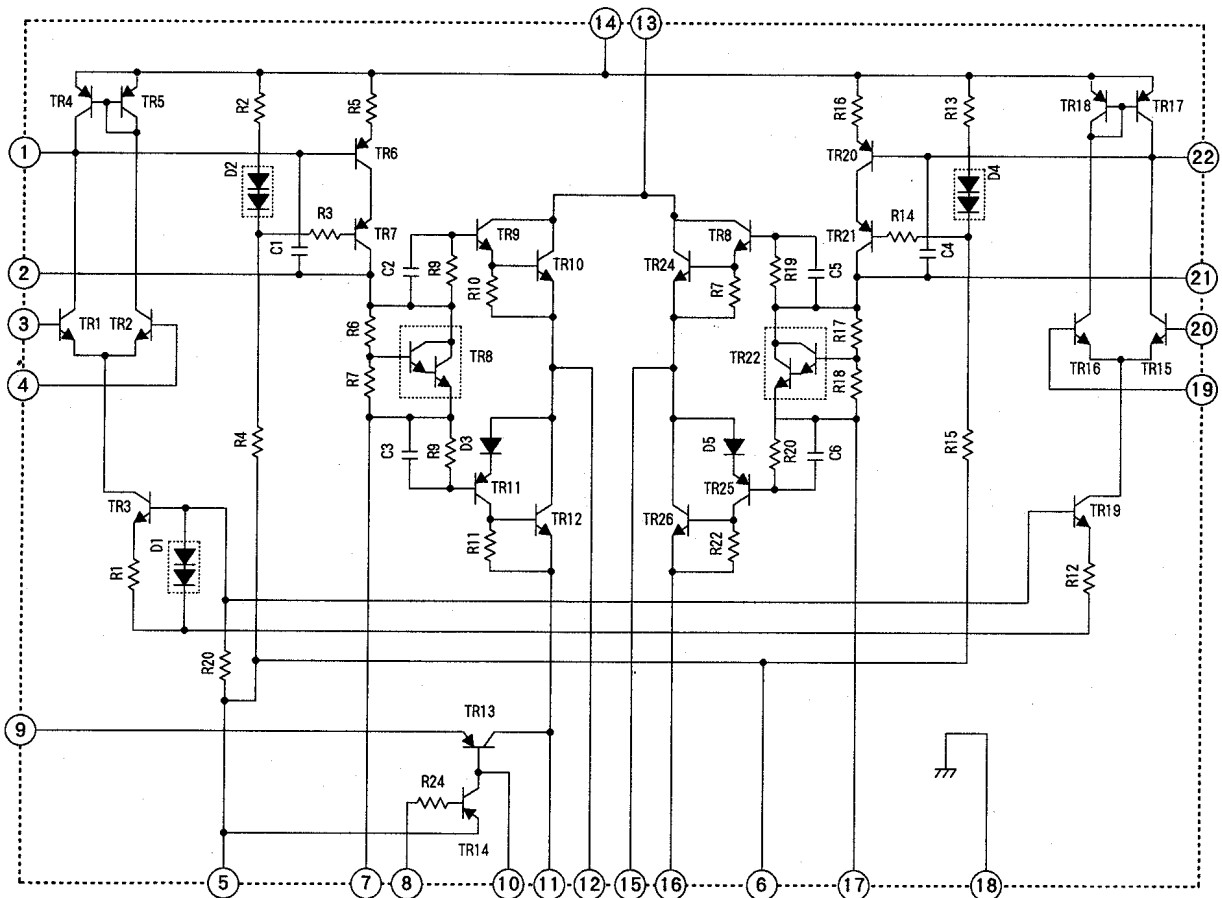 14 13
TR4 TR5 R2 R5 R16 R13 TR18 TR17
1 TR6 TR20 22
D2 D4
R3 TR7 TR9 TR8 TR21 R14
C1 TR10 TR24 C4
2 C2 R9 R10 R7 R19 C5 21
3 TR1 TR2 R6 R17 20
TR8 TR22 TR16 TR15
4 R7 R18 19
R4 C3 R9 D3 D5 R20 C6 R15
TR11 TR25
TR3 TR12 TR26 TR19
D1 R11 R22
R1 R12
R20
9 TR13
R24
TR14
5 7 8 10 11 12 15 16 6 17 18